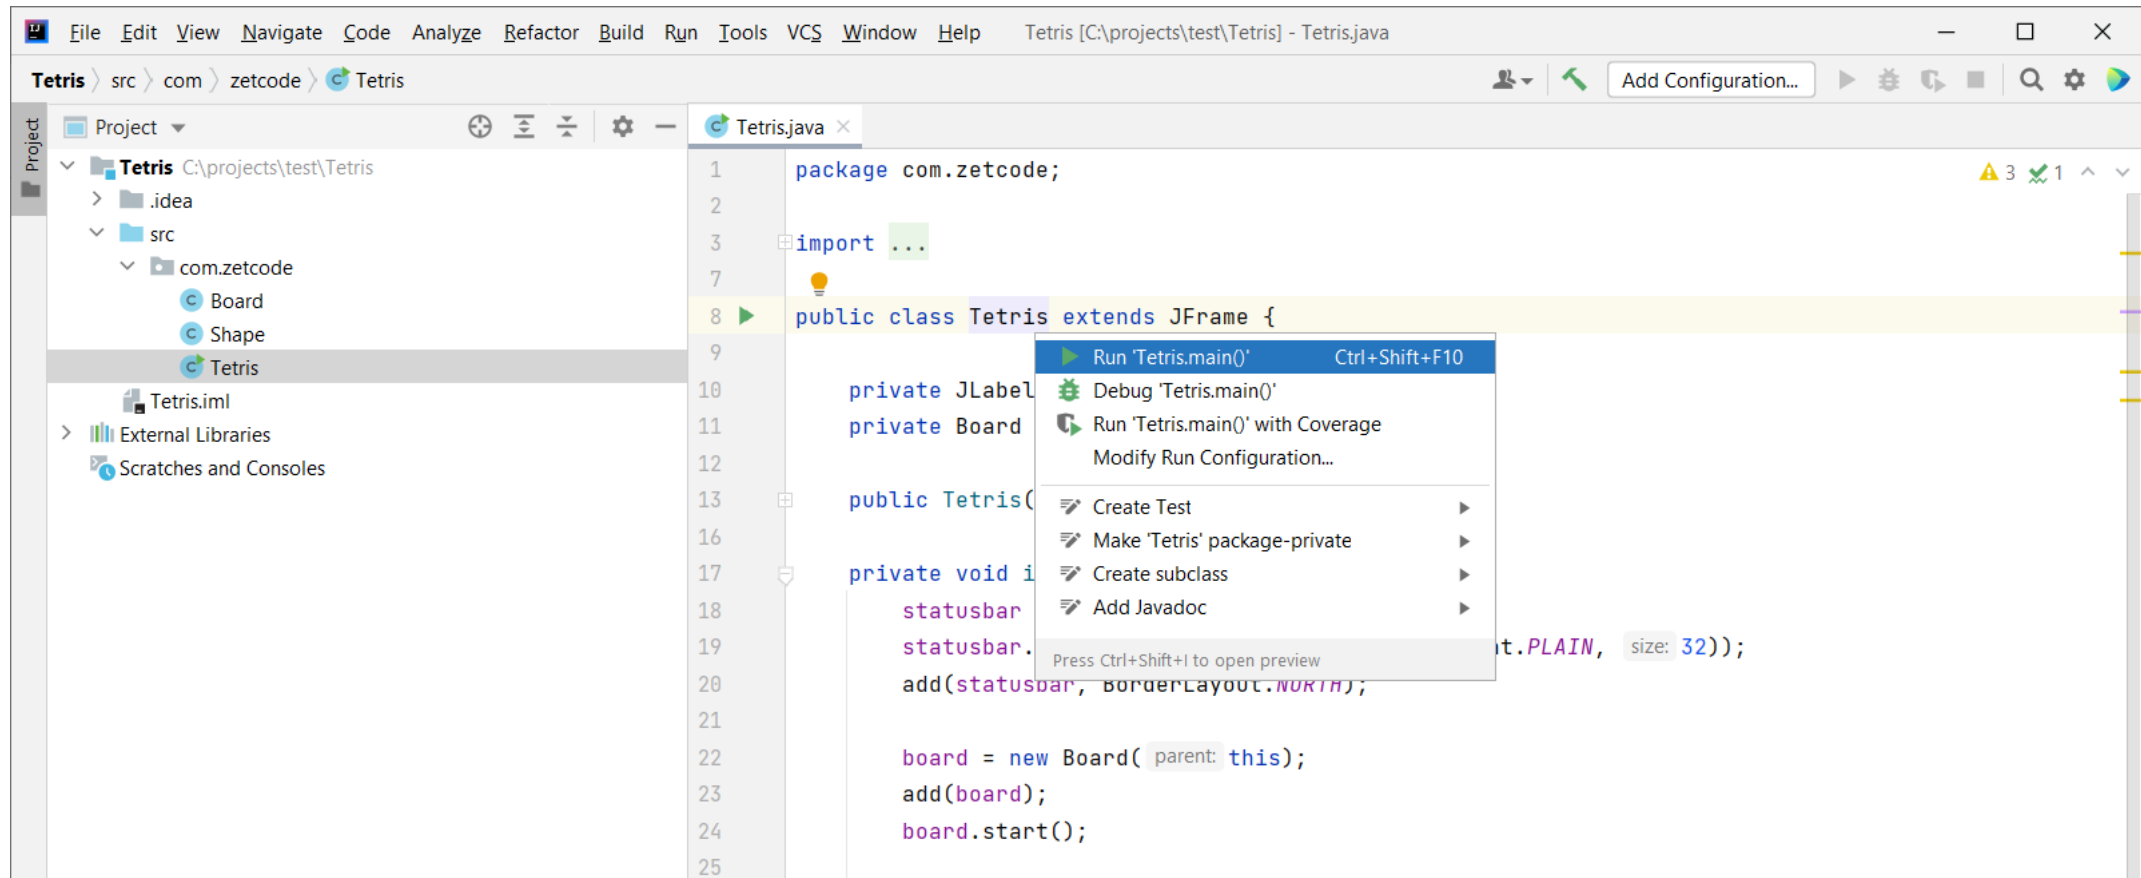 File Edit View Navigate Code Analyze Refactor Build Run Tools VCS Window Help Tetris [C:\projects\test\Tetris] - Tetris.java
Tetris src com zetcode Tetris Add Configuration...
Project
Project
Tetris C:\projects\test\Tetris
.idea
src
com.zetcode
Board
Shape
Tetris
Tetris.iml
External Libraries
Scratches and Consoles
Tetris.java
3 1
1 package com.zetcode;
2
3 import ...
7
8 public class Tetris extends JFrame {
9
10 private JLabel
11 private Board
12
13 public Tetris(
16
17 private void i
18 statusbar
19 statusbar. t.PLAIN, size: 32));
20 add(statusbar, BorderLayout.NORTH);
21
22 board = new Board( parent: this);
23 add(board);
24 board.start();
25
Run 'Tetris.main()' Ctrl+Shift+F10
Debug 'Tetris.main()'
Run 'Tetris.main()' with Coverage
Modify Run Configuration...
Create Test
Make 'Tetris' package-private
Create subclass
Add Javadoc
Press Ctrl+Shift+I to open preview